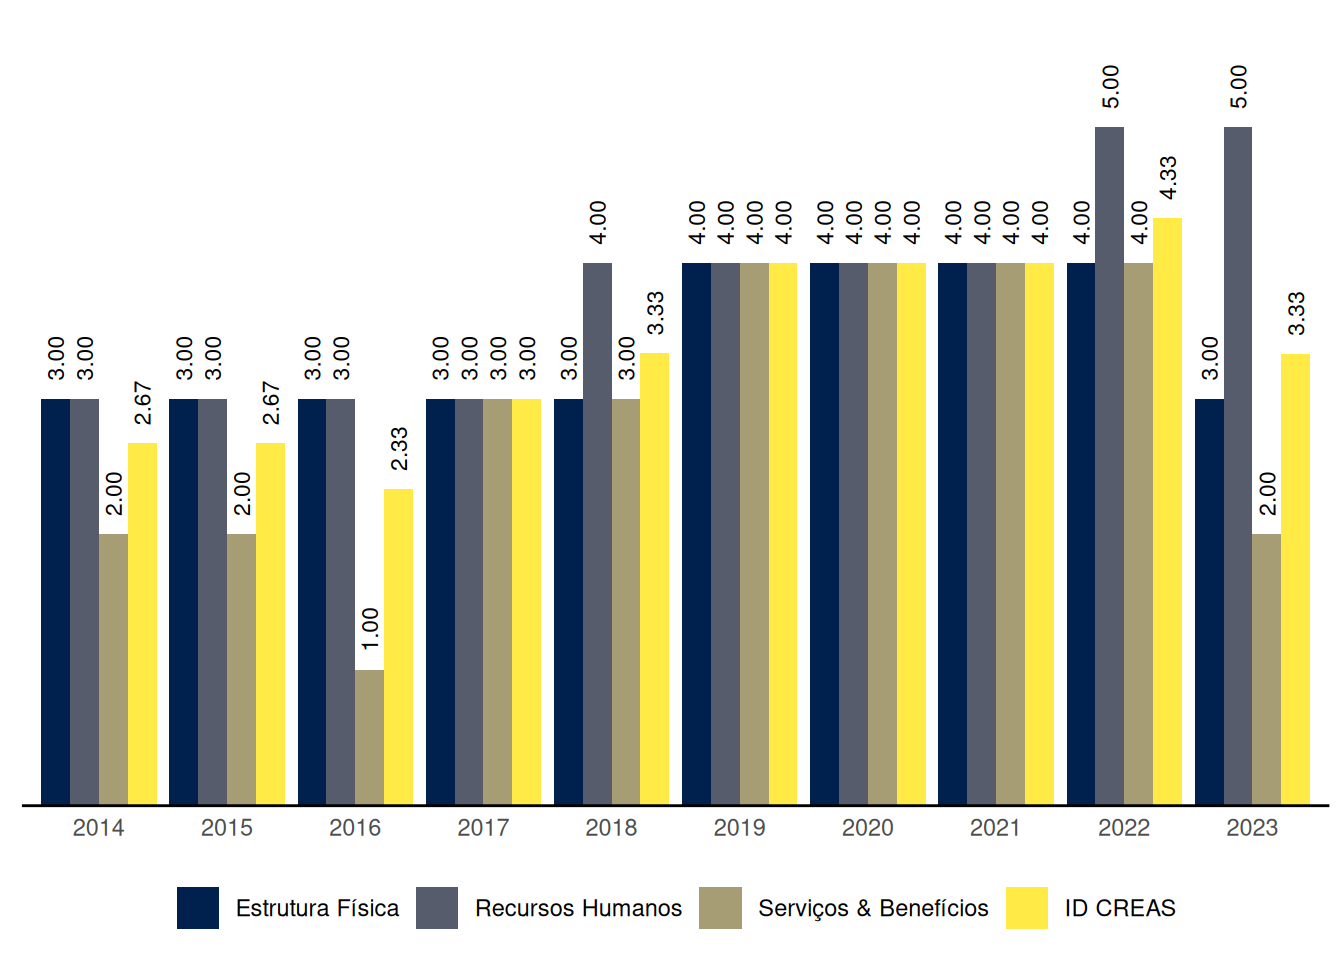 3.00 3.00 2.00 2.67
3.00 3.00 2.00 2.67
3.00 3.00 1.00 2.33
3.00 3.00 3.00 3.00
3.00 4.00 3.00 3.33
4.00 4.00 4.00 4.00
4.00 4.00 4.00 4.00
4.00 4.00 4.00 4.00
4.00 5.00 4.00 4.33
3.00 5.00 2.00 3.33
2014 2015 2016 2017 2018 2019 2020 2021 2022 2023
Estrutura Física Recursos Humanos Serviços & Benefícios ID CREAS